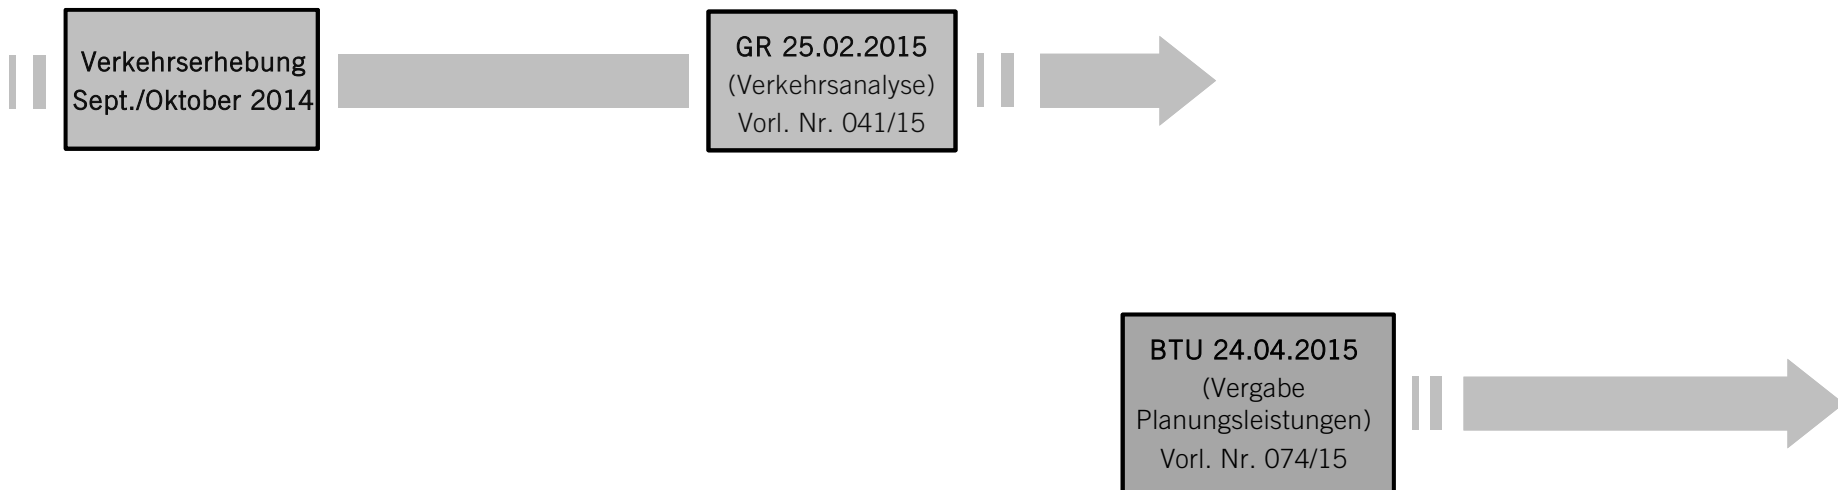 Verkehrserhebung
Sept./Oktober 2014
GR 25.02.2015
(Verkehrsanalyse)
Vorl. Nr. 041/15
BTU 24.04.2015
(Vergabe
Planungsleistungen)
Vorl. Nr. 074/15